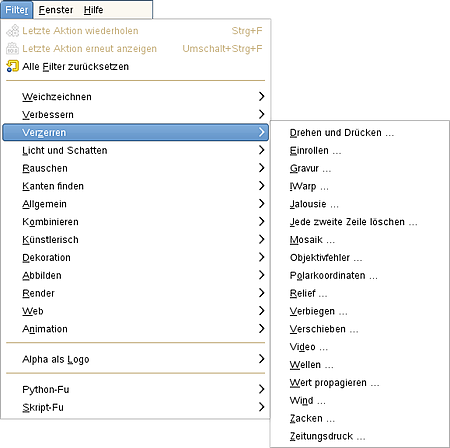 Filter Fenster Hilfe
Letzte Aktion wiederholen Strg+F
Letzte Aktion erneut anzeigen Umschalt+Strg+F
Alle Filter zurücksetzen
Weichzeichnen
Verbessern
Verzerren
Licht und Schatten
Rauschen
Kanten finden
Allgemein
Kombinieren
Künstlerisch
Dekoration
Abbilden
Render
Web
Animation
Alpha als Logo
Python-Fu
Skript-Fu
Drehen und Drücken ...
Einrollen ...
Gravur ...
IWarp ...
Jalousie ...
Jede zweite Zeile löschen ...
Mosaik ...
Objektivfehler ...
Polarkoordinaten ...
Relief ...
Verbiegen ...
Verschieben ...
Video ...
Wellen ...
Wert propagieren ...
Wind ...
Zacken ...
Zeitungsdruck ...